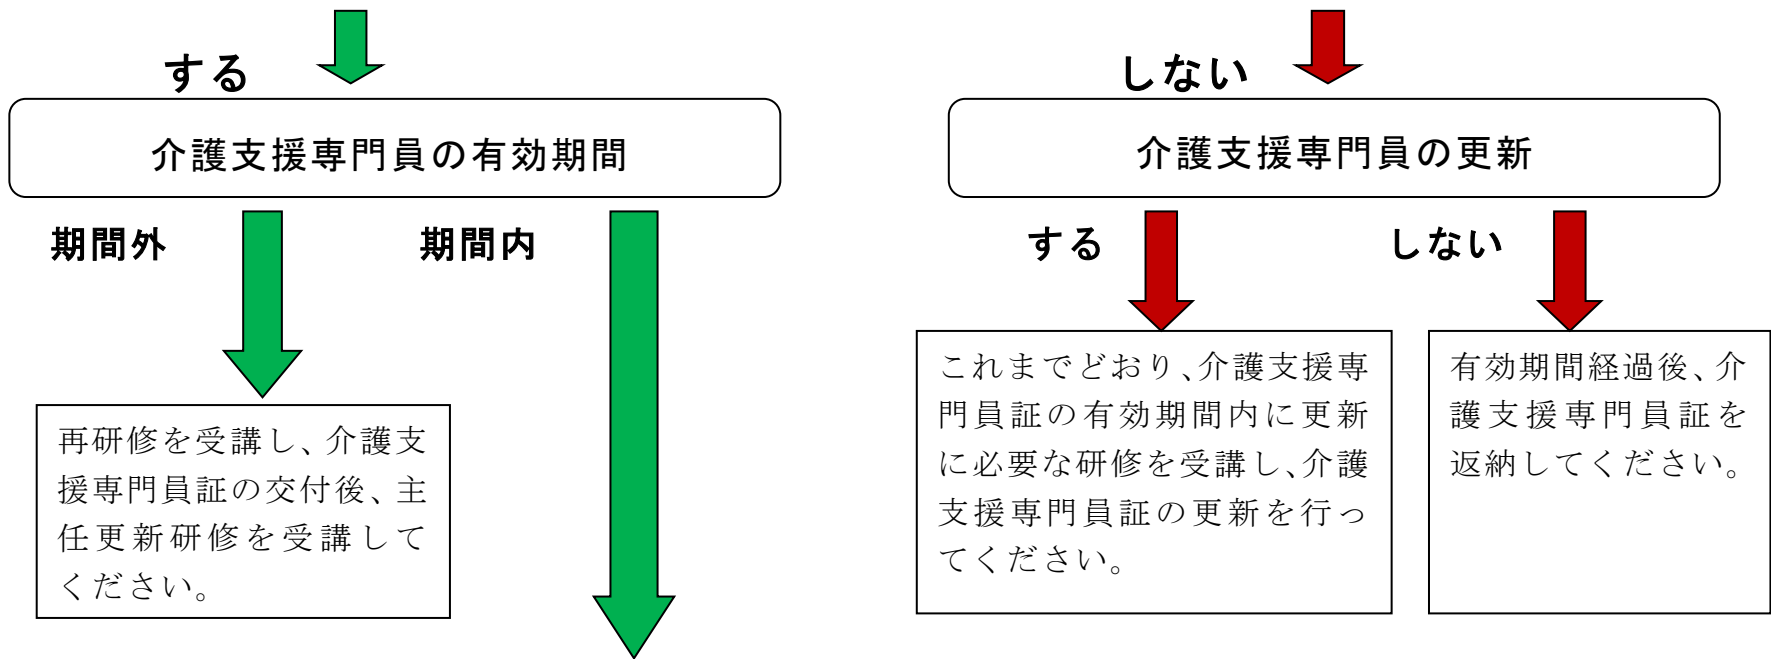 する
介護支援専門員の有効期間
期間外
期間内
再研修を受講し、介護支
援専門員証の交付後、主
任更新研修を受講して
ください。
しない
介護支援専門員の更新
する
しない
これまでどおり、介護支援専
門員証の有効期間内に更新
に必要な研修を受講し、介護
支援専門員証の更新を行っ
てください。
有効期間経過後、介
護支援専門員証を
返納してください。